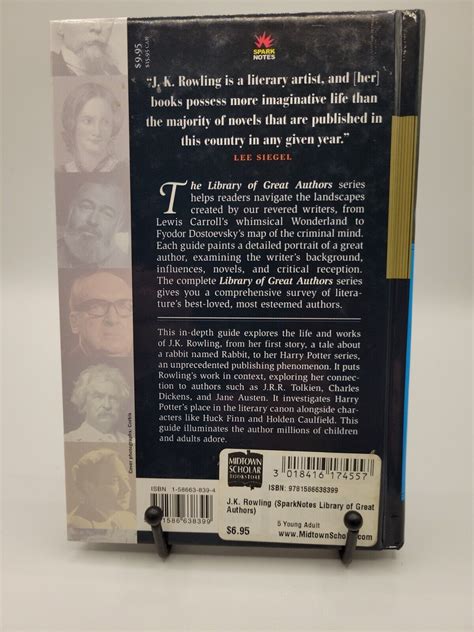 $9.95
$15.95 CAN
SPARK
NOTES
“J. K. Rowling is a literary artist, and [her]
books possess more imaginative life than
the majority of novels that are published in
this country in any given year.”
LEE SIEGEL
The Library of Great Authors series
helps readers navigate the landscapes
created by our revered writers, from
Lewis Carroll's whimsical Wonderland to
Fyodor Dostoevsky's map of the criminal mind.
Each guide paints a detailed portrait of a great
author, examining the writer's background,
influences, novels, and critical reception.
The complete Library of Great Authors series
gives you a comprehensive survey of litera-
ture's best-loved, most esteemed authors.
This in-depth guide explores the life and works
of J.K. Rowling, from her first story, a tale about
a rabbit named Rabbit, to her Harry Potter series,
an unprecedented publishing phenomenon. It puts
Rowling's work in context, exploring her connec-
tion to authors such as J.R.R. Tolkien, Charles
Dickens, and Jane Austen. It investigates Harry
Potter's place in the literary canon alongside charac-
ters like Huck Finn and Holden Caulfield. This
guide illuminates the author millions of children
and adults adore.
Cover photographs: Corbis
ISBN 1-58663-839-4
MIDTOWN
SCHOLAR
BOOKSTORE
3 018416 174557
ISBN: 9781586638399
J.K. Rowling (SparkNotes Library of Great
Authors)
$6.95
S Young Adult
www.MidtownScholar